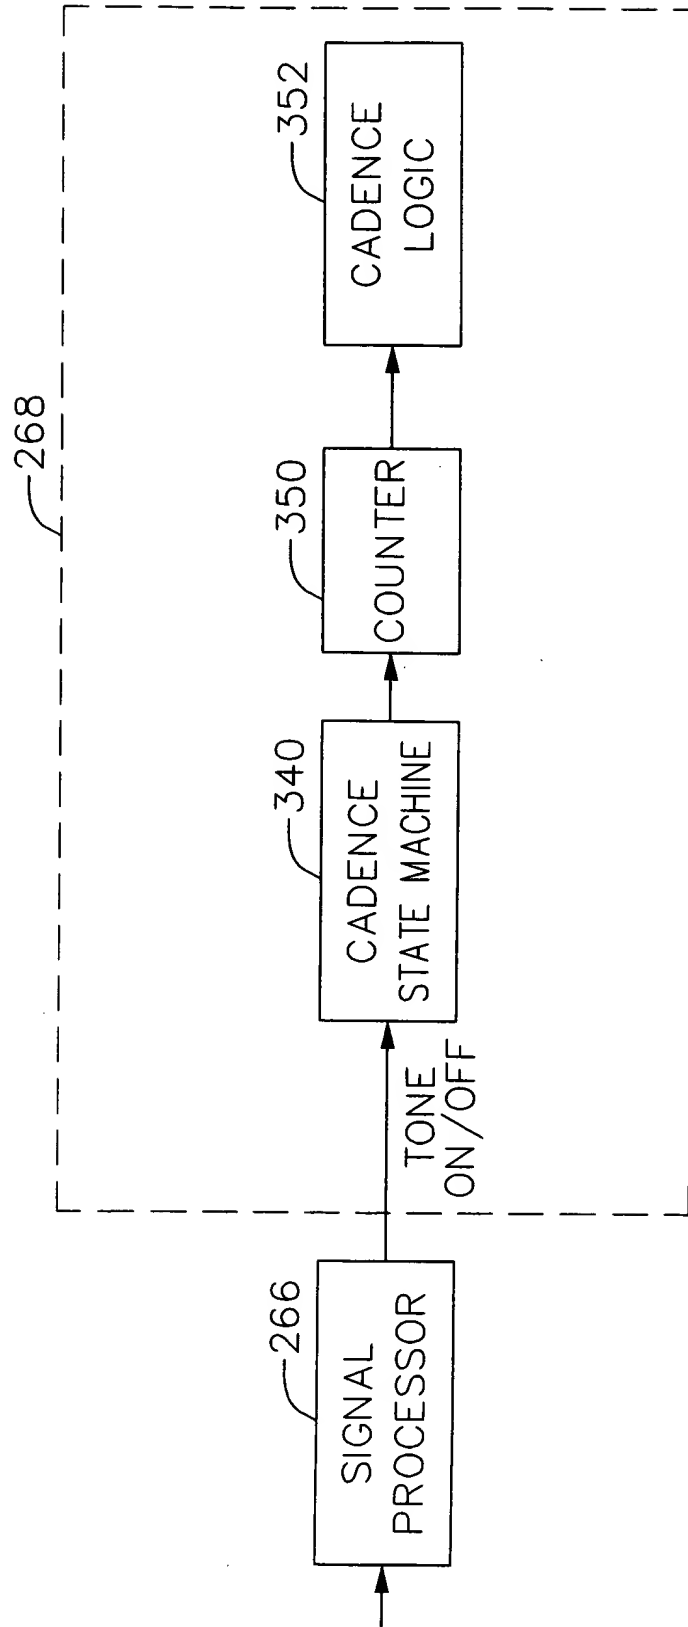 268
266
SIGNAL
PROCESSOR
TONE
ON/OFF
340
CADENCE
STATE MACHINE
350
COUNTER
352
CADENCE
LOGIC